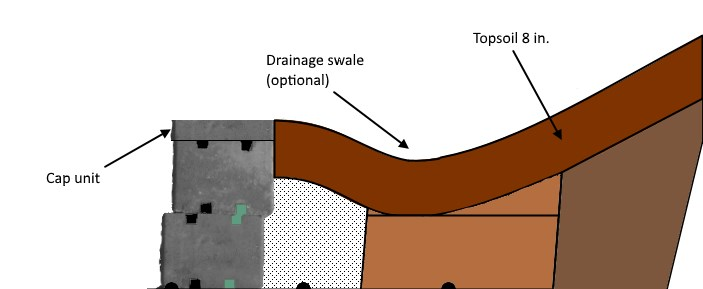 Topsoil 8 in.
Drainage swale
(optional)
Cap unit